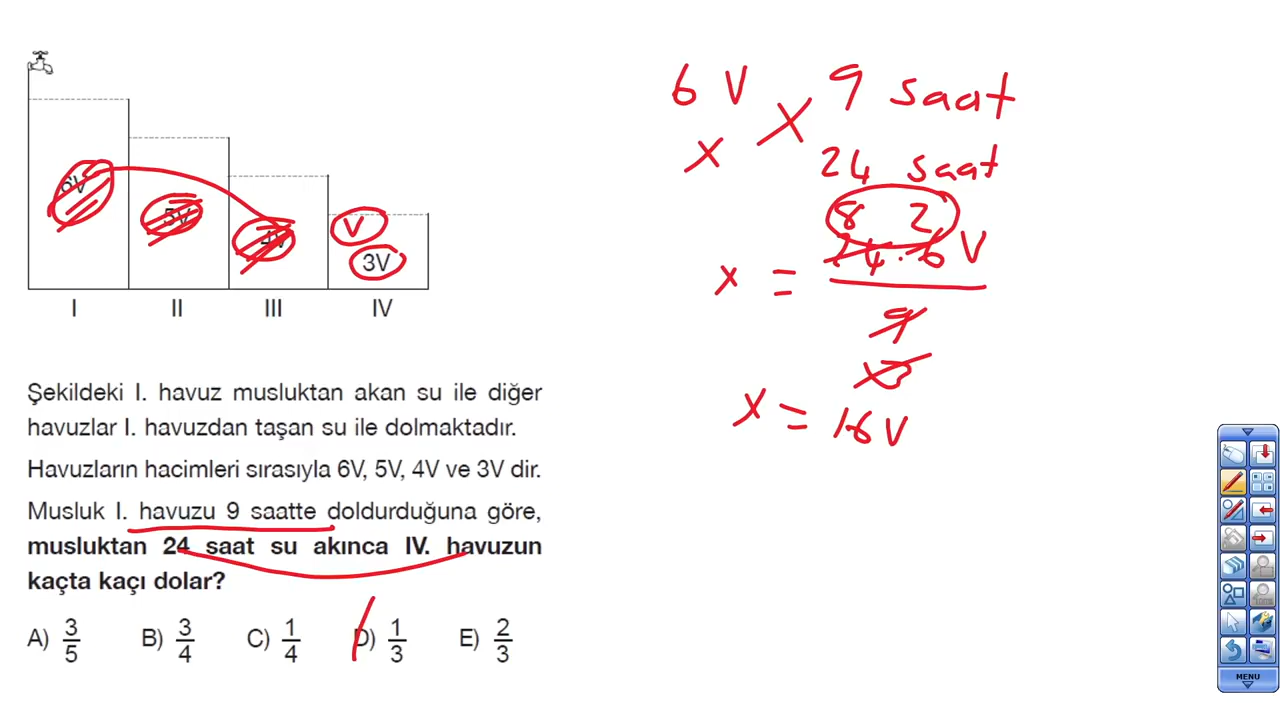 6V
5V
4V
V
3V
I II III IV
Şekildeki I. havuz musluktan akan su ile diğer
havuzlar I. havuzdan taşan su ile dolmaktadır.
Havuzların hacimleri sırasıyla 6V, 5V, 4V ve 3V dir.
Musluk I. havuzu 9 saatte doldurduğuna göre,
musluktan 24 saat su akınca IV. havuzun
kaçta kaçı dolar?
A) 3/5 B) 3/4 C) 1/4 D) 1/3 E) 2/3
6 V 9 saat
x 24 saat
8 2
x = 24.6 V
9
3
x = 16 V
MENU